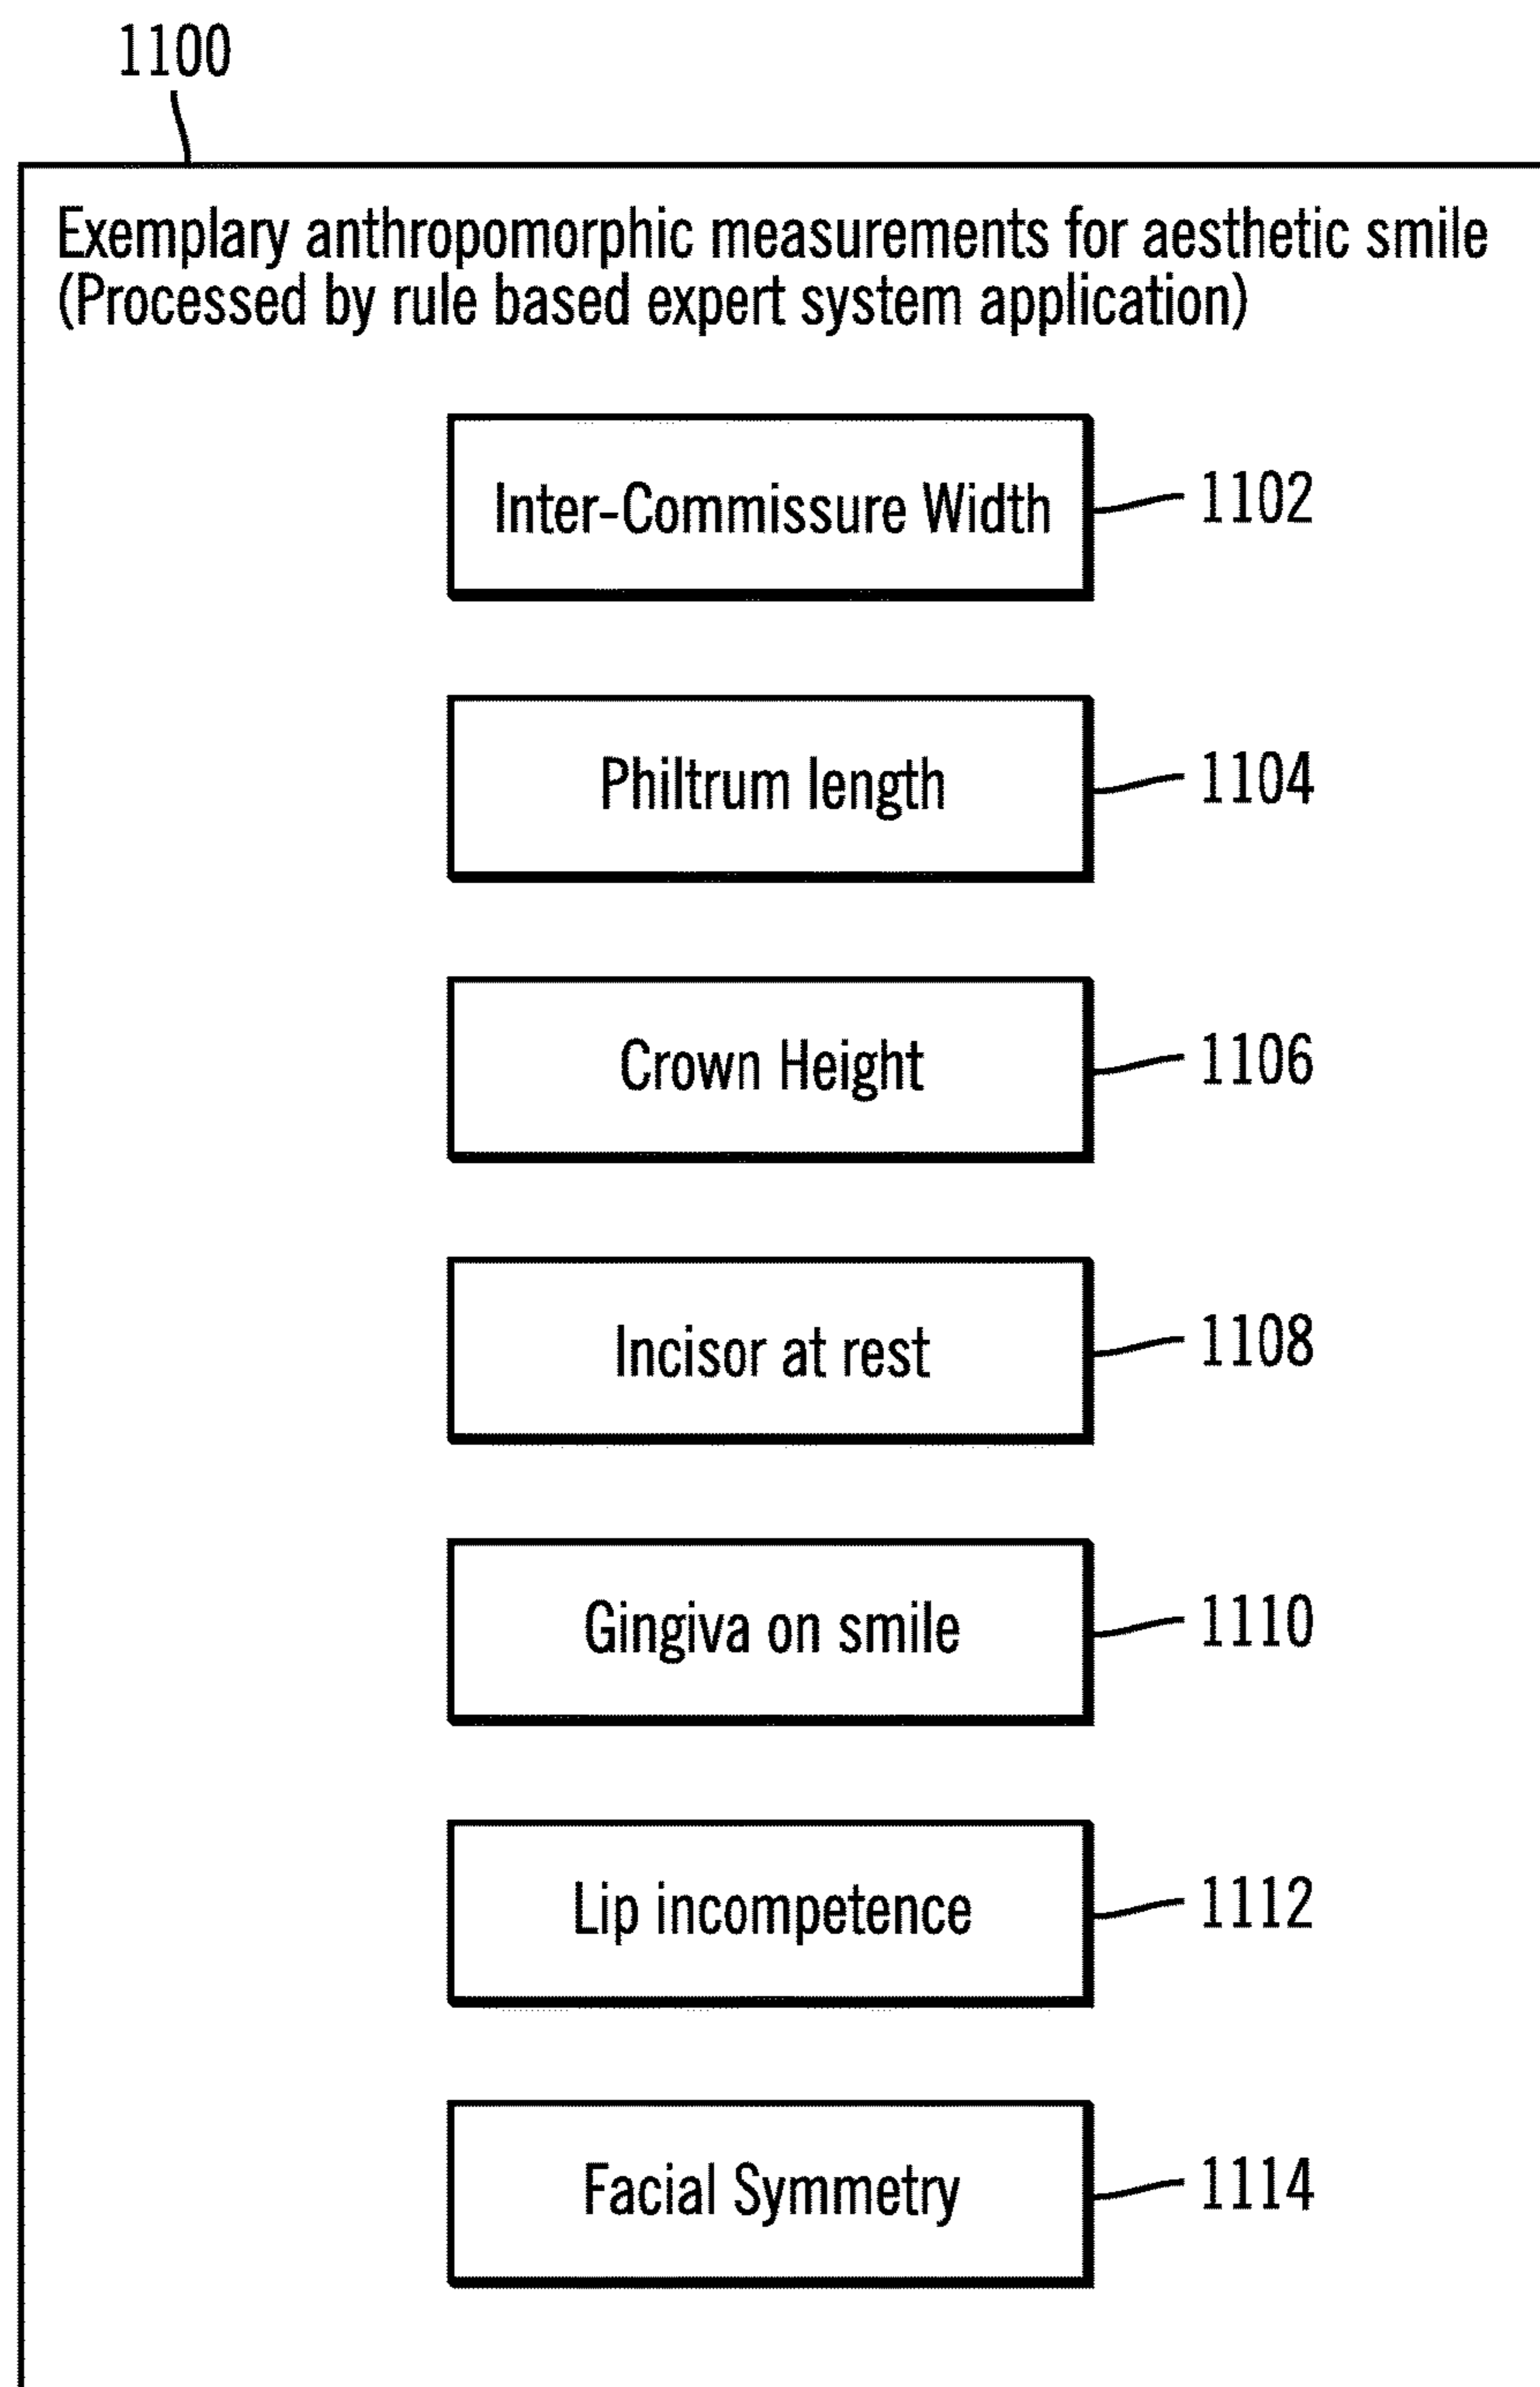 1100
Exemplary anthropomorphic measurements for aesthetic smile
(Processed by rule based expert system application)
Inter-Commissure Width
1102
Philtrum length
1104
Crown Height
1106
Incisor at rest
1108
Gingiva on smile
1110
Lip incompetence
1112
Facial Symmetry
1114